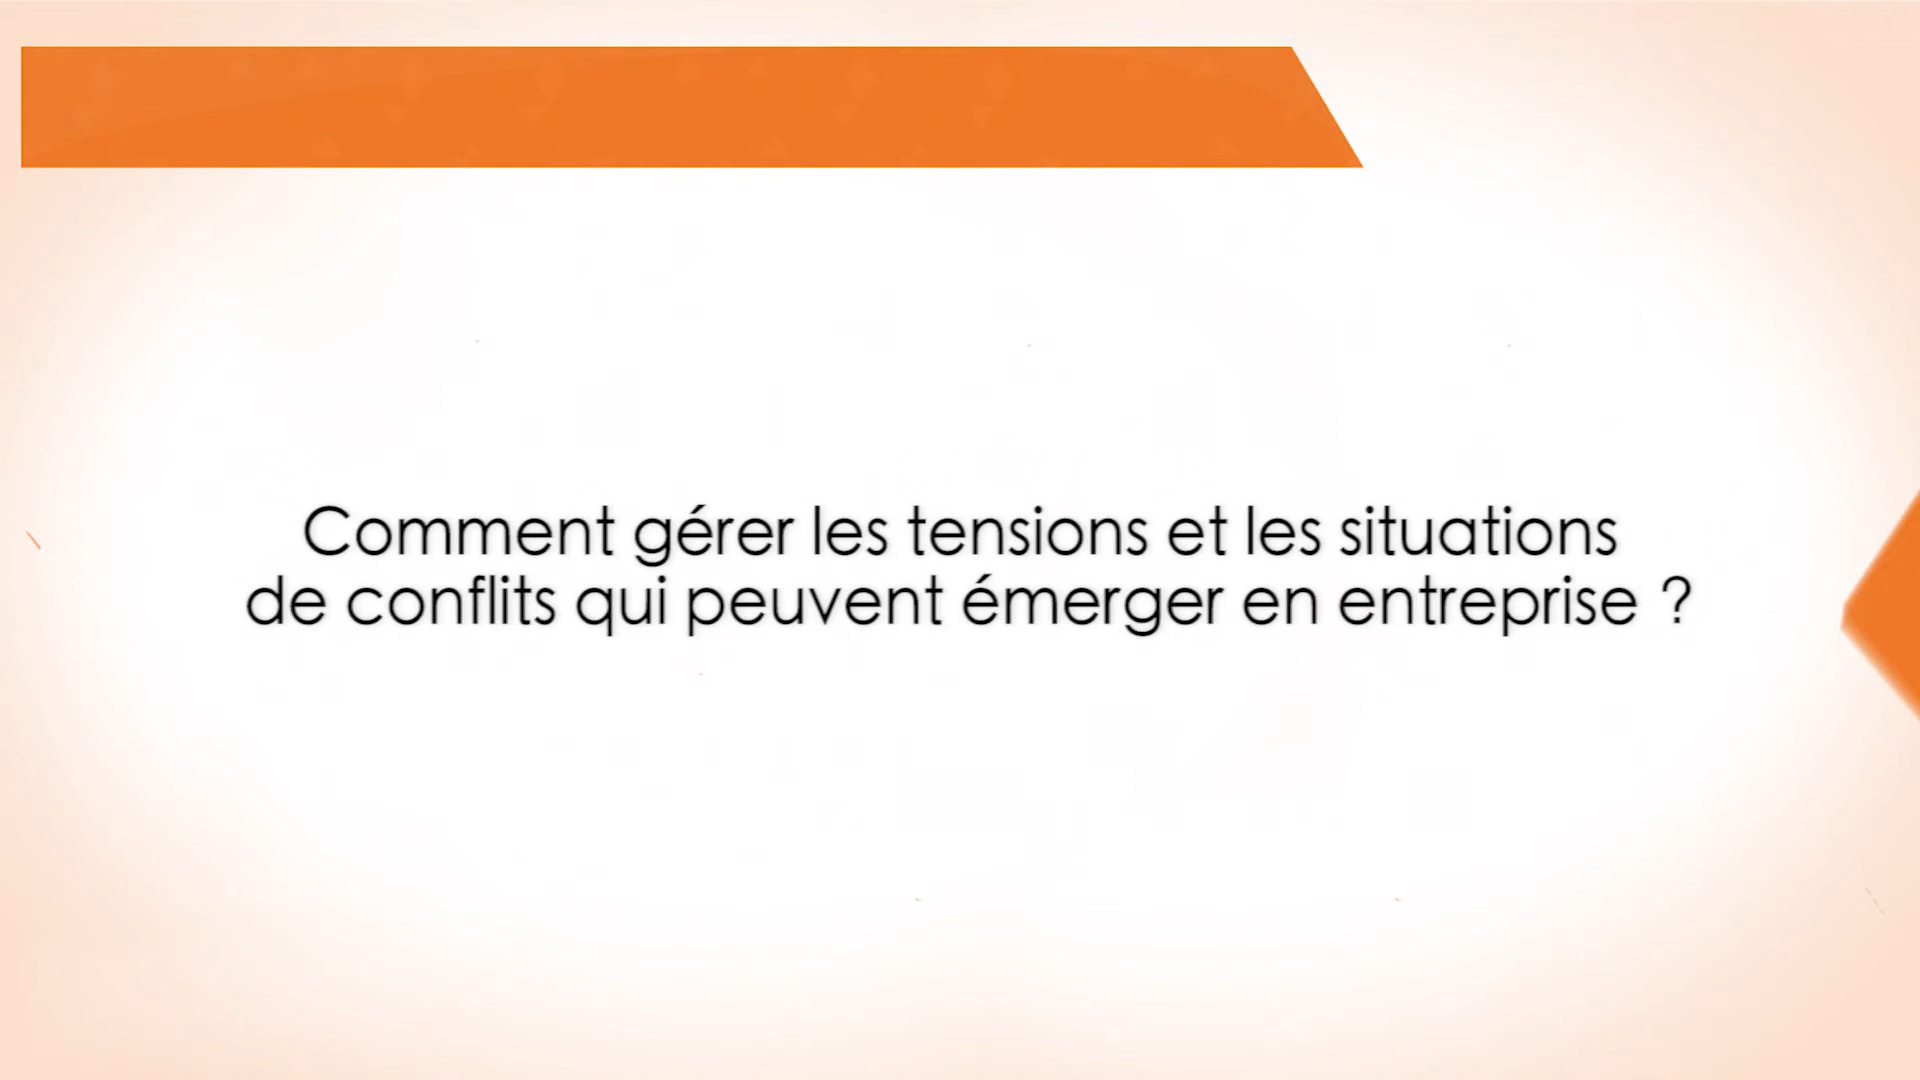 Comment gérer les tensions et les situations
de conflits qui peuvent émerger en entreprise ?